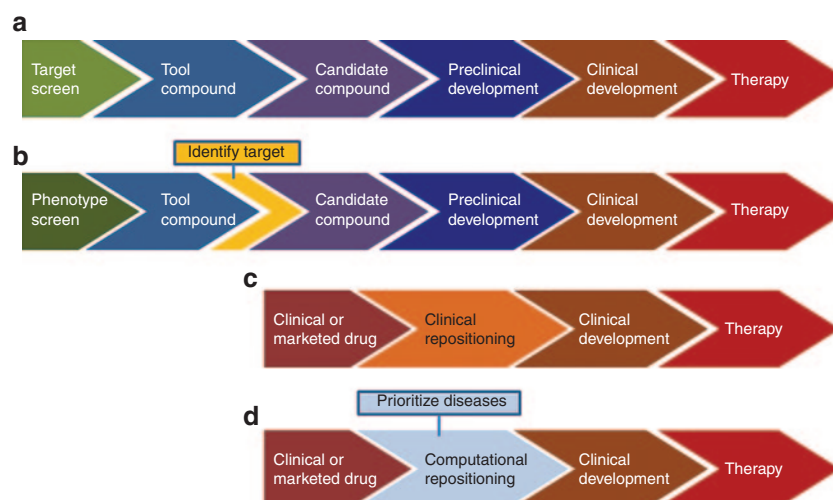 a
Target
screen
Tool
compound
Candidate
compound
Preclinical
development
Clinical
development
Therapy
b
Identify target
Phenotype
screen
Tool
compound
Candidate
compound
Preclinical
development
Clinical
development
Therapy
c
Clinical or
marketed drug
Clinical
repositioning
Clinical
development
Therapy
d
Prioritize diseases
Clinical or
marketed drug
Computational
repositioning
Clinical
development
Therapy